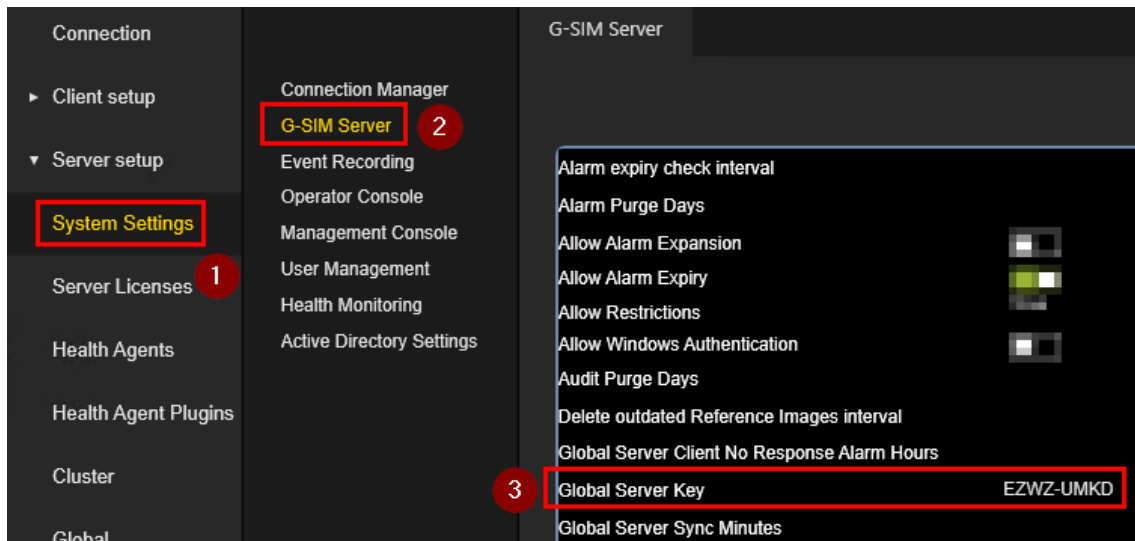 Connection
► Client setup
▼ Server setup
System Settings
1
Server Licenses
Health Agents
Health Agent Plugins
Cluster
Global
Connection Manager
G-SIM Server
2
Event Recording
Operator Console
Management Console
User Management
Health Monitoring
Active Directory Settings
G-SIM Server
Alarm expiry check interval
Alarm Purge Days
Allow Alarm Expansion
Allow Alarm Expiry
Allow Restrictions
Allow Windows Authentication
Audit Purge Days
Delete outdated Reference Images interval
Global Server Client No Response Alarm Hours
3
Global Server Key EZWZ-UMKD
Global Server Sync Minutes